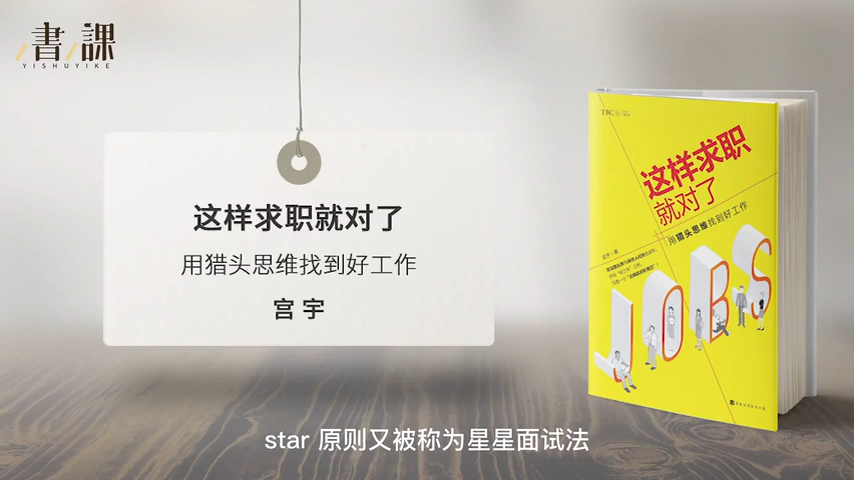 書 課
YISHUYIKE
这样求职就对了
用猎头思维找到好工作
宫 宇
TBC
这样求职
就对了
用猎头思维找到好工作
JOBS
star 原则又被称为星星面试法